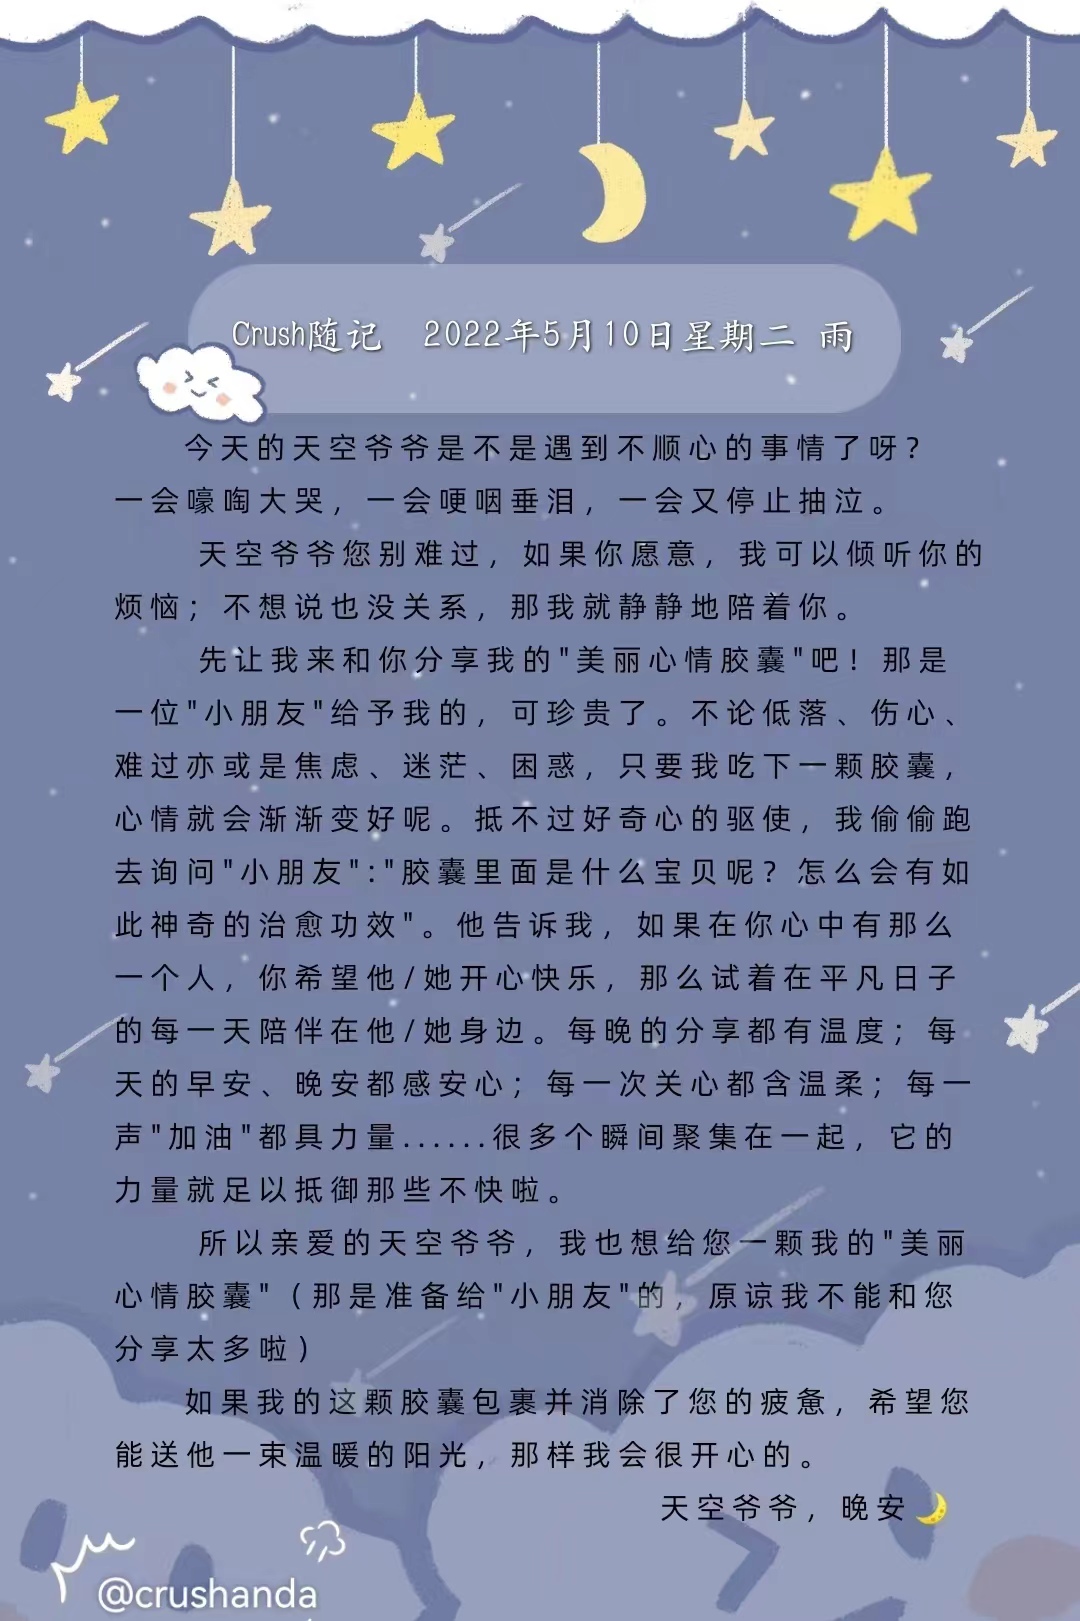 Crush随记 2022年5月10日星期二 雨
今天的天空爷爷是不是遇到不顺心的事情了呀?
一会嚎啕大哭，一会哽咽垂泪，一会又停止抽泣。
天空爷爷您别难过，如果你愿意，我可以倾听你的
烦恼；不想说也没关系，那我就静静地陪着你。
先让我来和你分享我的"美丽心情胶囊"吧！那是
一位"小朋友"给予我的，可珍贵了。不论低落、伤心、
难过亦或是焦虑、迷茫、困惑，只要我吃下一颗胶囊，
心情就会渐渐变好呢。抵不过好奇心的驱使，我偷偷跑
去询问"小朋友":"胶囊里面是什么宝贝呢？怎么会有如
此神奇的治愈功效"。他告诉我，如果在你心中有那么
一个人，你希望他/她开心快乐，那么试着在平凡日子
的每一天陪伴在他/她身边。每晚的分享都有温度；每
天的早安、晚安都感安心；每一次关心都含温柔；每一
声"加油"都具力量......很多个瞬间聚集在一起，它的
力量就足以抵御那些不快啦。
所以亲爱的天空爷爷，我也想给您一颗我的"美丽
心情胶囊"（那是准备给"小朋友"的，原谅我不能和您
分享太多啦）
如果我的这颗胶囊包裹并消除了您的疲惫，希望您
能送他一束温暖的阳光，那样我会很开心的。
天空爷爷，晚安🌙
@crushanda